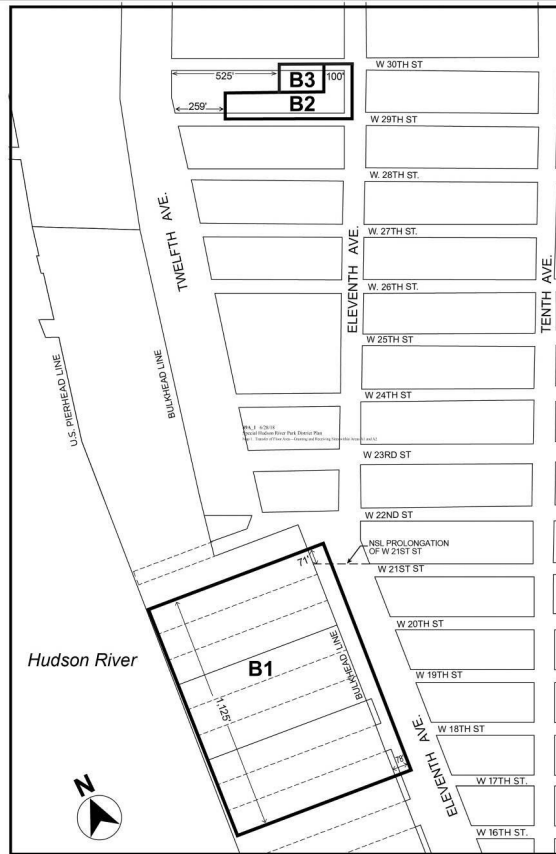 W 30TH ST
525'
B3
100'
B2
259'
W 29TH ST
W. 28TH ST.
TWELFTH AVE.
W. 27TH ST.
ELEVENTH AVE.
TENTH AVE.
W. 26TH ST.
W 25TH ST
U.S. PIERHEAD LINE
BULKHEAD LINE
W 24TH ST
6/28/18
Special Hudson River Park District Plan
W 23RD ST
W 22ND ST
NSL PROLONGATION
OF W 21ST ST
71'
W 21ST ST
W 20TH ST
Hudson River
B1
BULKHEAD LINE
W 19TH ST
1,125'
W 18TH ST
78'
ELEVENTH AVE.
W 17TH ST.
N
W 16TH ST.